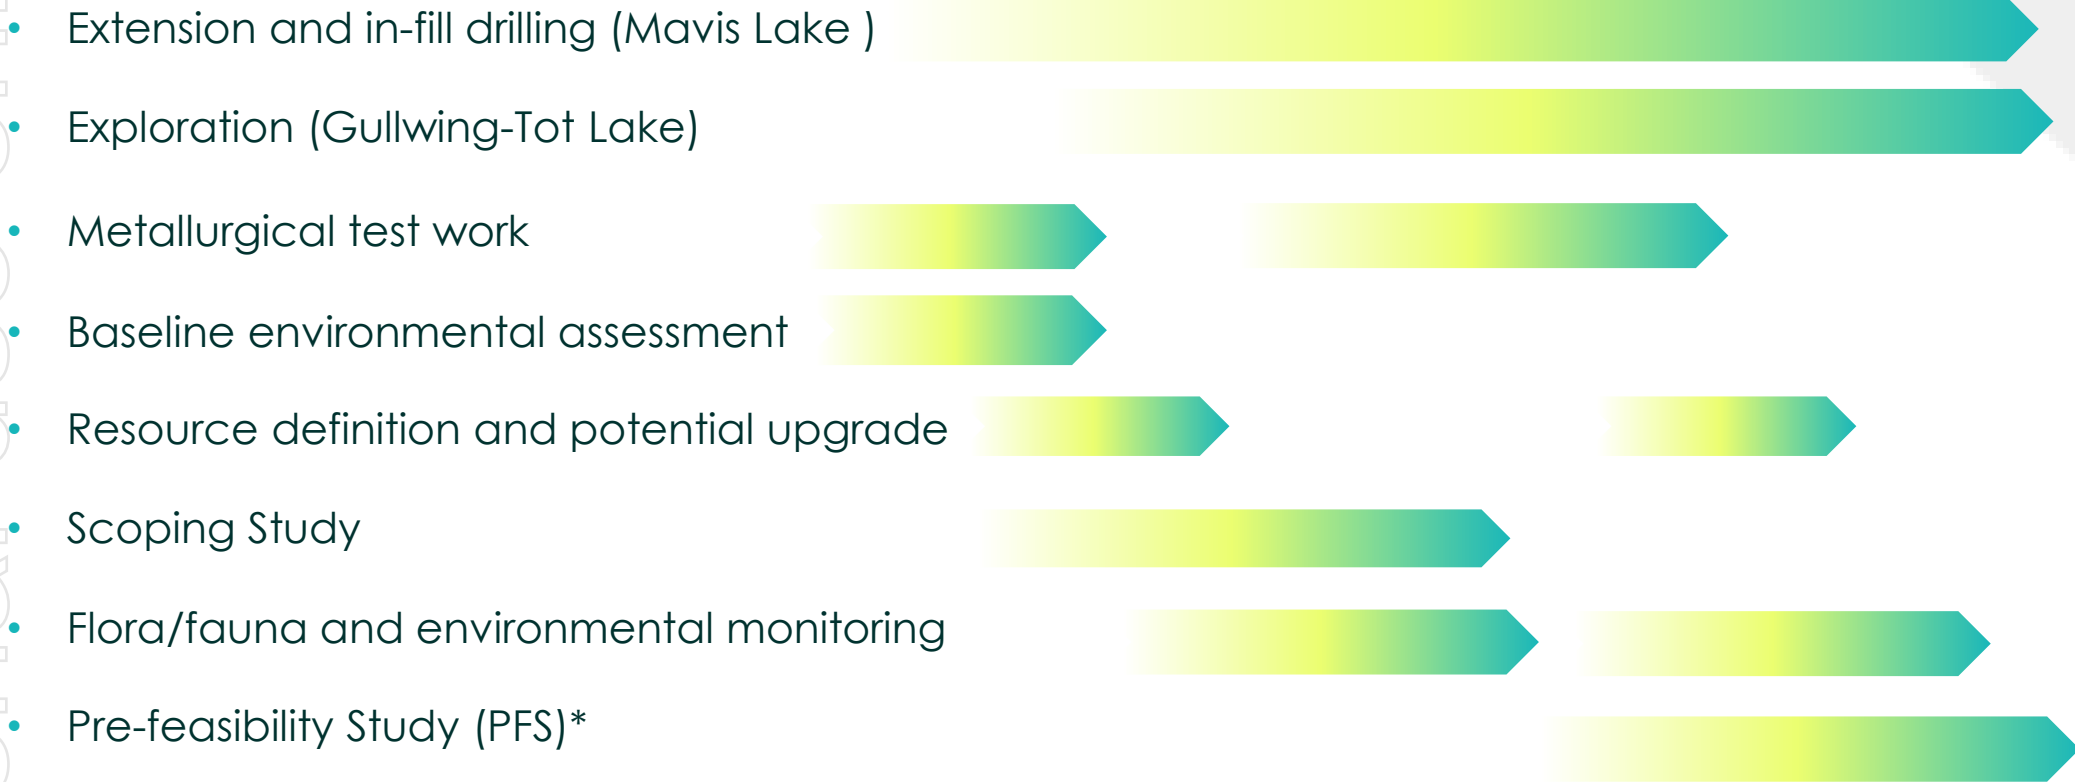 • Extension and in-fill drilling (Mavis Lake )
• Exploration (Gullwing-Tot Lake)
• Metallurgical test work
• Baseline environmental assessment
• Resource definition and potential upgrade
• Scoping Study
• Flora/fauna and environmental monitoring
• Pre-feasibility Study (PFS)*